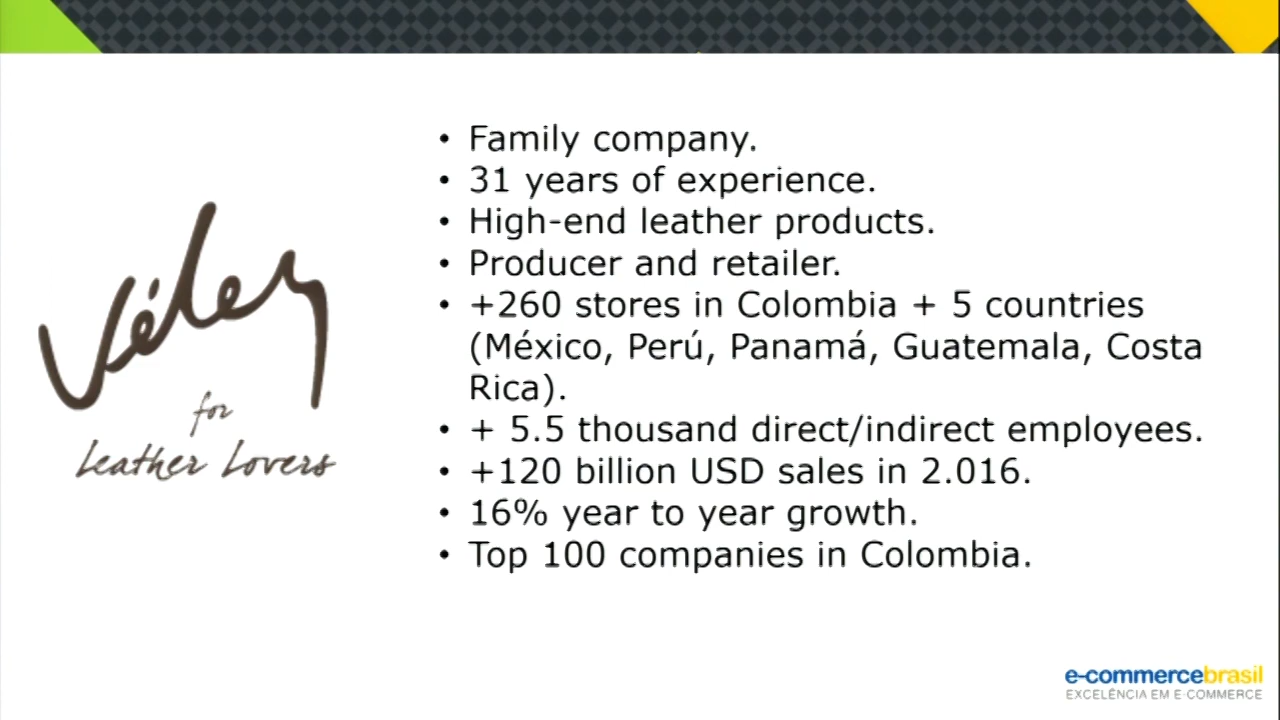 Vélez
for
Leather Lovers
• Family company.
• 31 years of experience.
• High-end leather products.
• Producer and retailer.
• +260 stores in Colombia + 5 countries
(México, Perú, Panamá, Guatemala, Costa
Rica).
• + 5.5 thousand direct/indirect employees.
• +120 billion USD sales in 2.016.
• 16% year to year growth.
• Top 100 companies in Colombia.
e-commercebrasil
EXCELÊNCIA EM E-COMMERCE